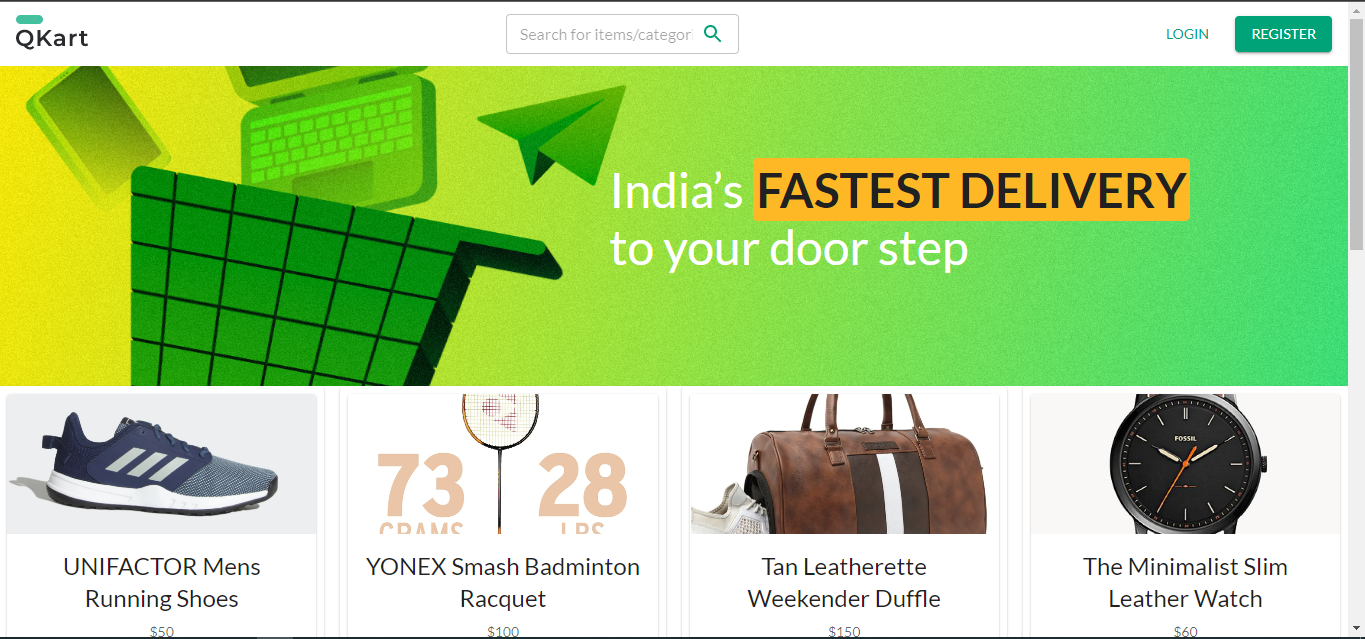 QKart
Search for items/categor
LOGIN
REGISTER
India's FASTEST DELIVERY
to your door step
73
GRAMS
28
LBS
FOSSIL
UNIFACTOR Mens
Running Shoes
$50
YONEX Smash Badminton
Racquet
$100
Tan Leatherette
Weekender Duffle
$150
The Minimalist Slim
Leather Watch
$60